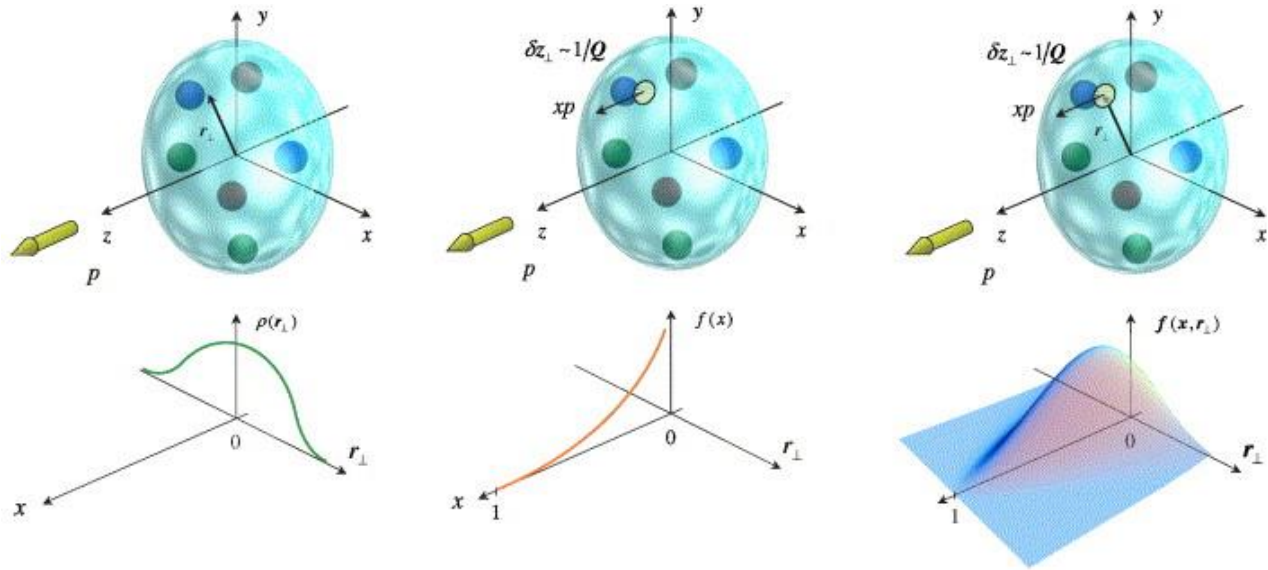 y
r⊥
z
x
p
y
δz⊥ ~ 1/Q
xp
z
x
p
y
δz⊥ ~ 1/Q
xp
r⊥
z
x
p
ρ(r⊥)
0
r⊥
x
f(x)
0
r⊥
x
1
f(x, r⊥)
0
r⊥
1